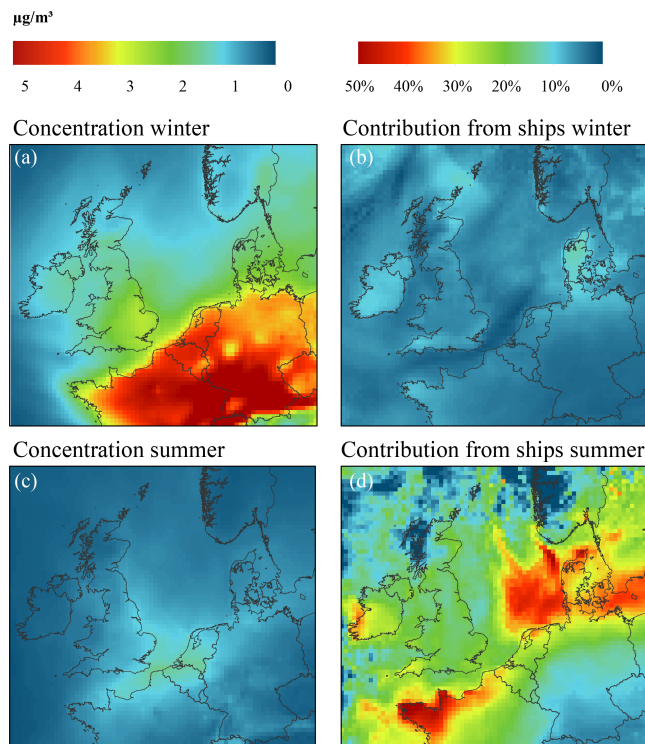 µg/m³
5 4 3 2 1 0
50% 40% 30% 20% 10% 0%
Concentration winter
Contribution from ships winter
(a)
(b)
Concentration summer
Contribution from ships summer
(c)
(d)